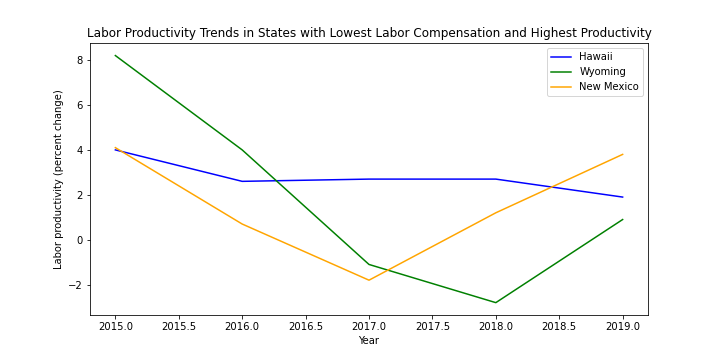 Labor Productivity Trends in States with Lowest Labor Compensation and Highest Productivity
Hawaii
Wyoming
New Mexico
Labor productivity (percent change)
8
6
4
2
0
−2
2015.0 2015.5 2016.0 2016.5 2017.0 2017.5 2018.0 2018.5 2019.0
Year